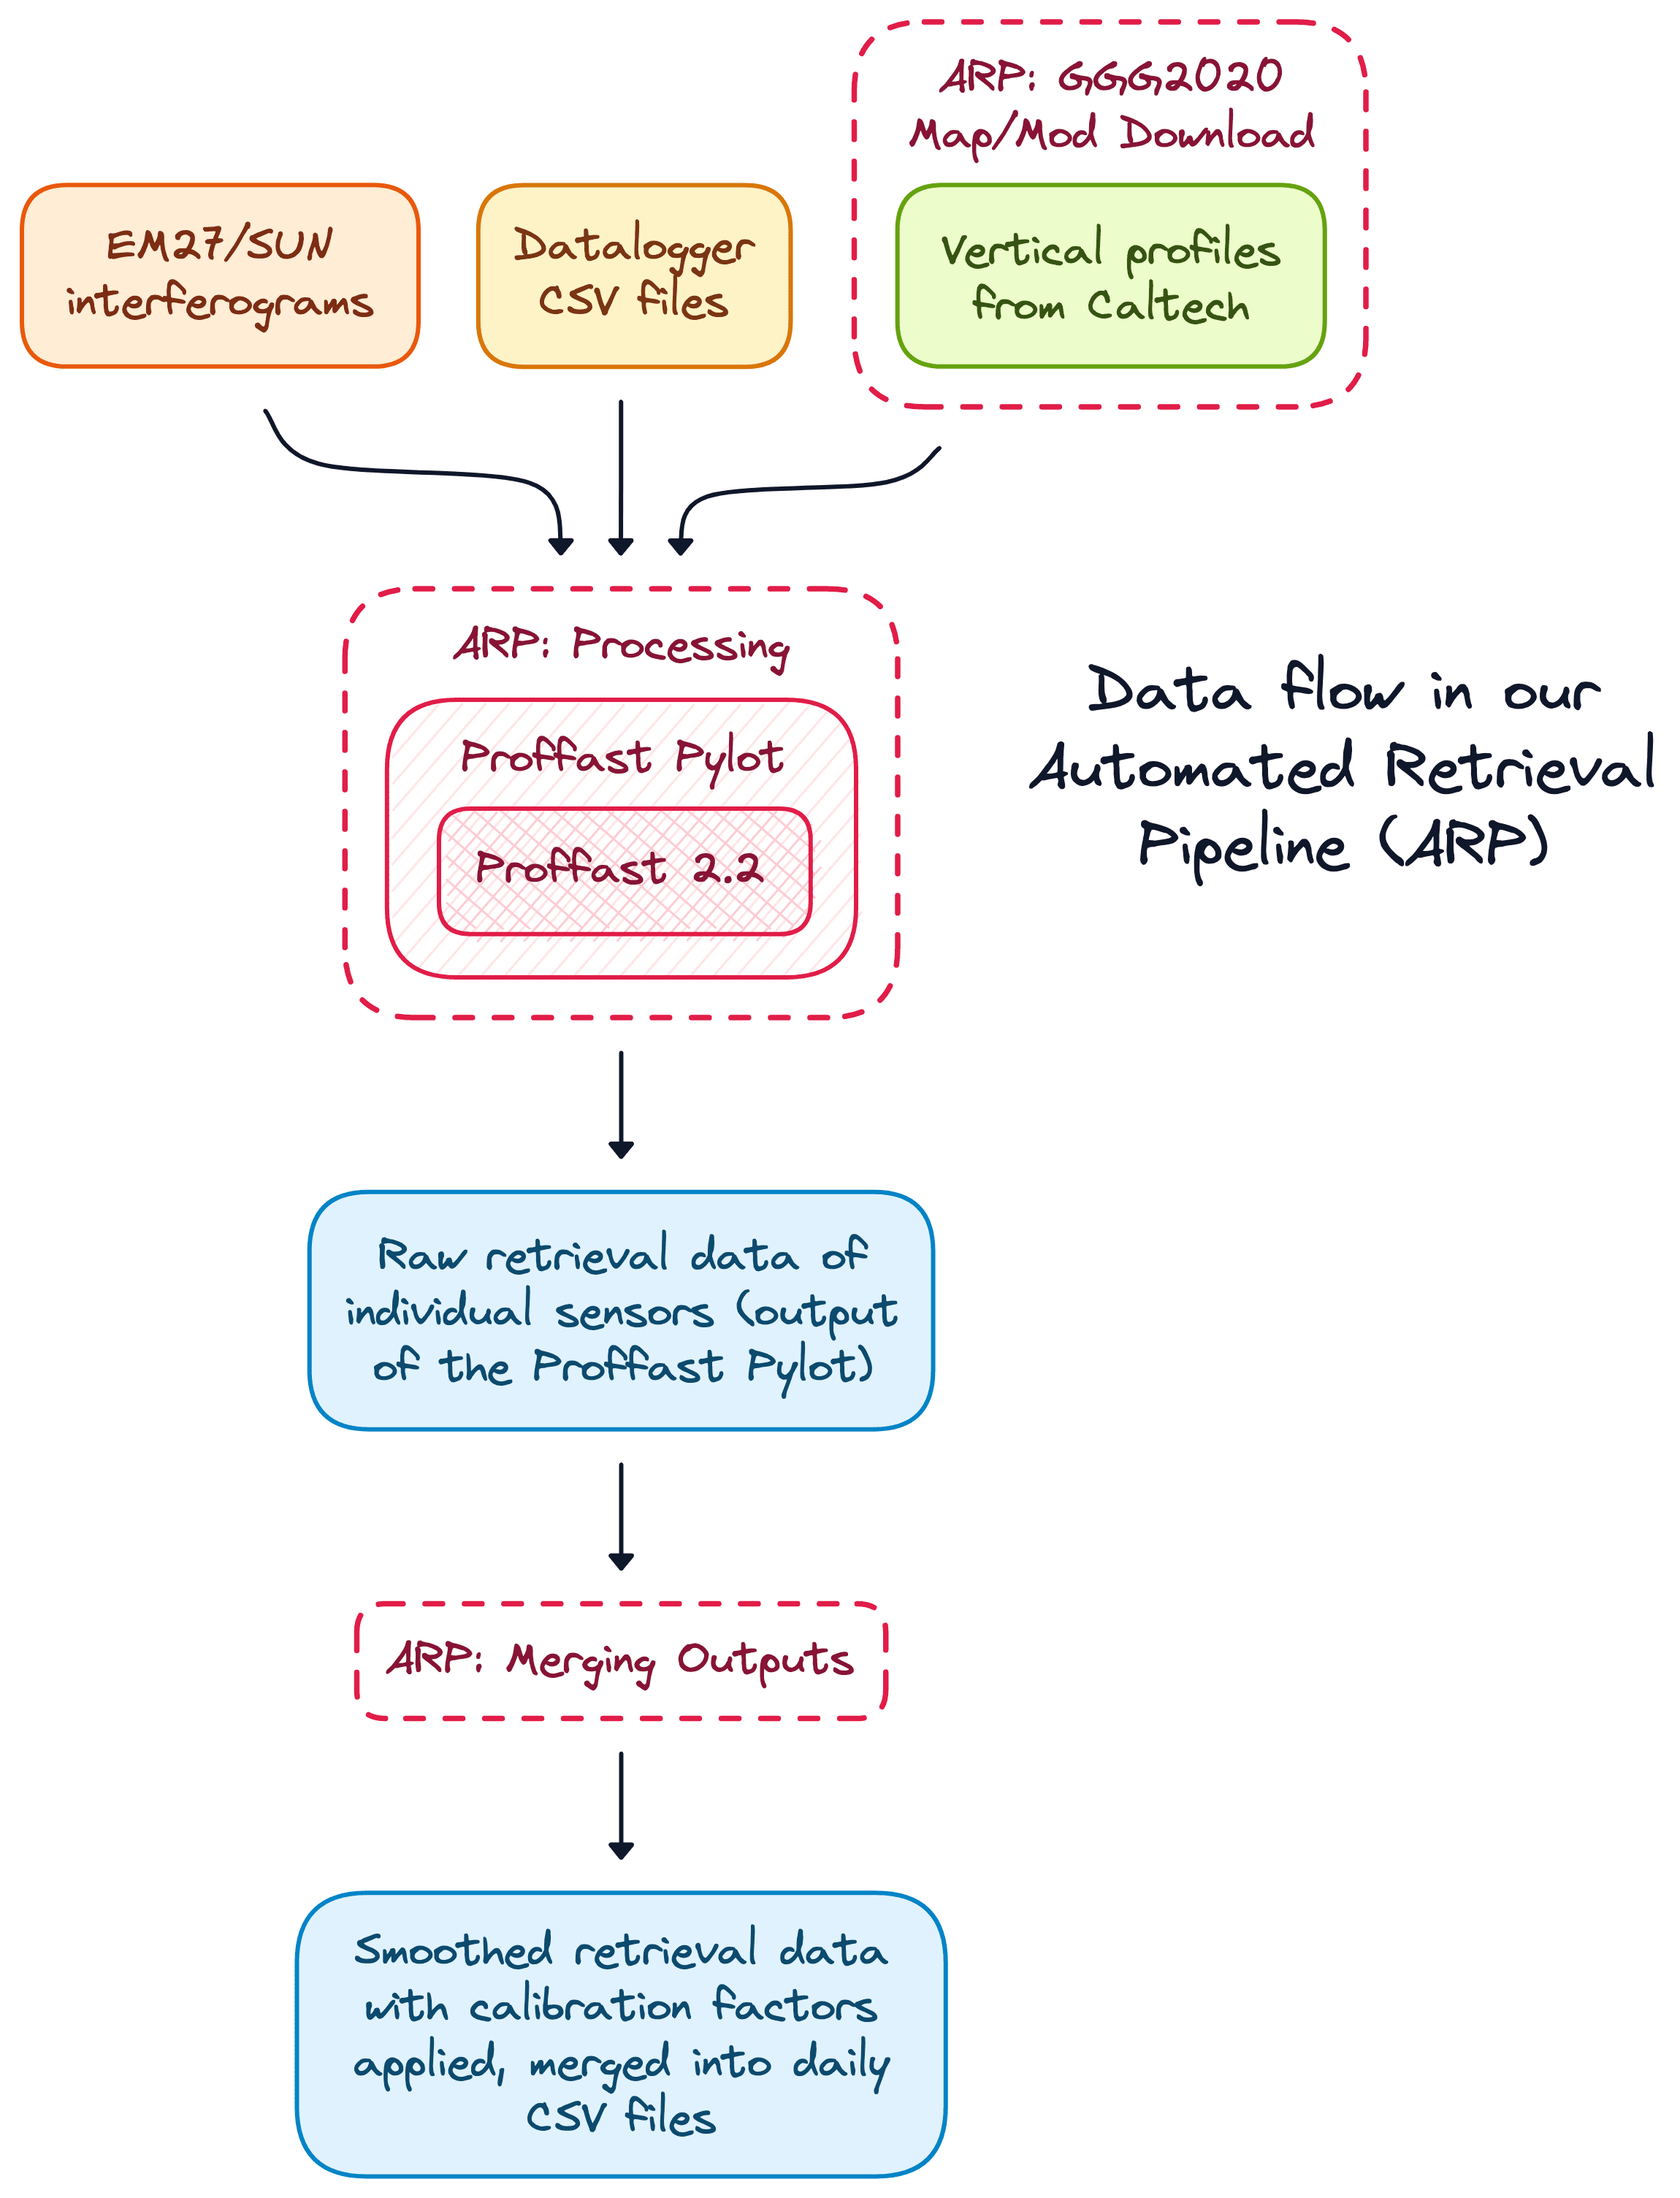 ARP: GGG2020
Map/Mod Download
EM27/SUN
interferograms
Datalogger
CSV files
Vertical profiles
from Caltech
ARP: Processing
Proffast Pylot
Proffast 2.2
Data flow in our
Automated Retrieval
Pipeline (ARP)
Raw retrieval data of
individual sensors (output
of the Proffast Pylot)
ARP: Merging Outputs
Smoothed retrieval data
with calibration factors
applied, merged into daily
CSV files